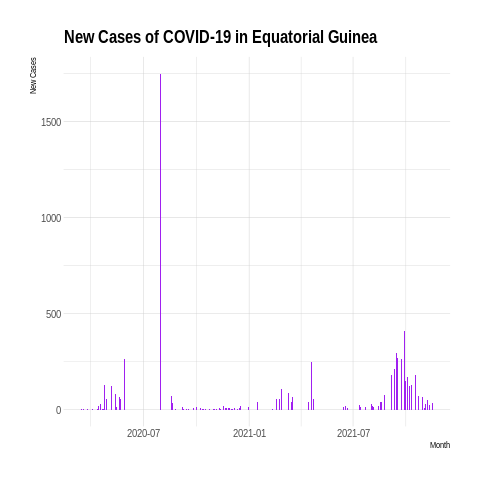 New Cases of COVID-19 in Equatorial Guinea
New Cases
1500
1000
500
0
2020-07
2021-01
2021-07
Month